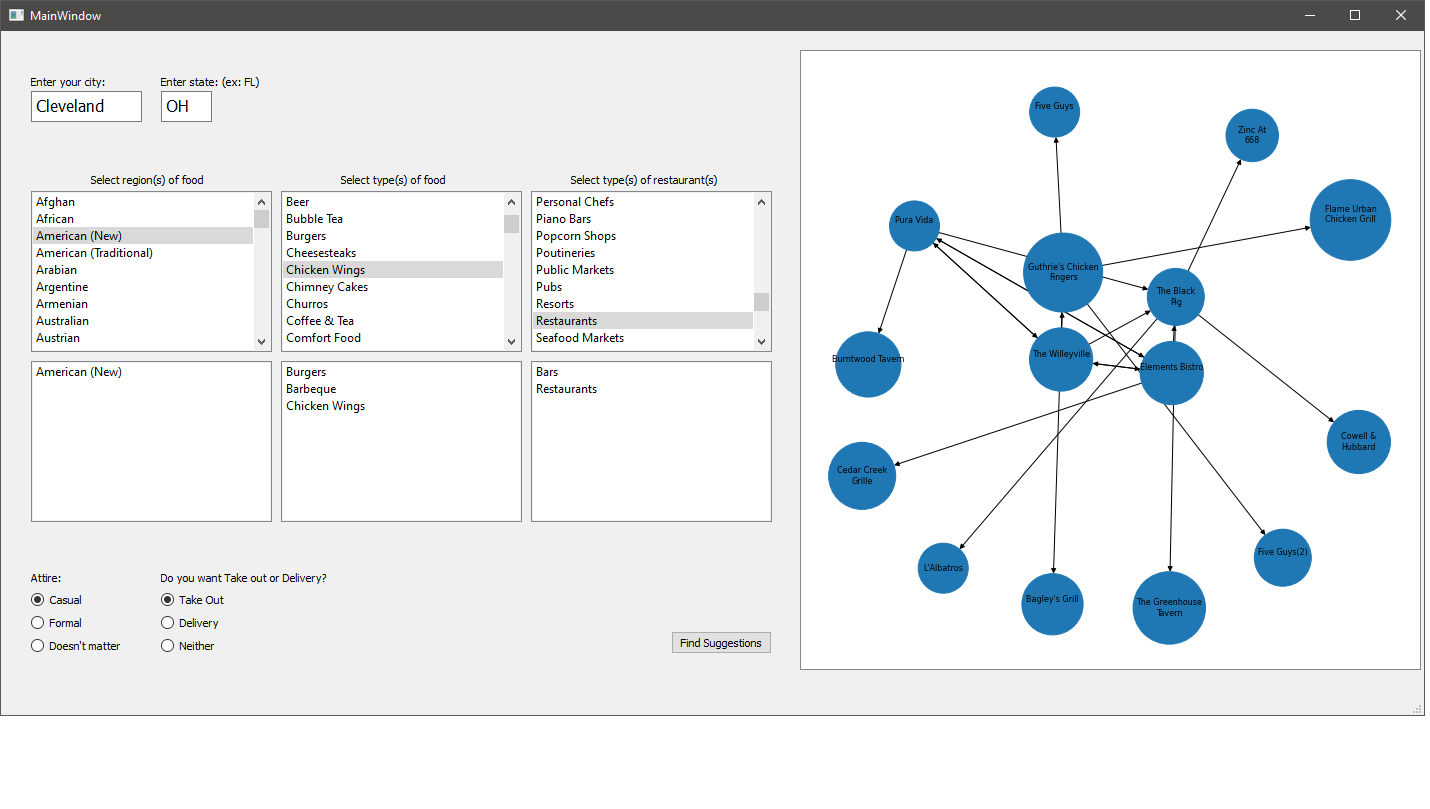 MainWindow
Enter your city:
Enter state: (ex: FL)
Cleveland
OH
Select region(s) of food
Select type(s) of food
Select type(s) of restaurant(s)
Afghan
African
American (New)
American (Traditional)
Arabian
Argentine
Armenian
Australian
Austrian
Beer
Bubble Tea
Burgers
Cheesesteaks
Chicken Wings
Chimney Cakes
Churros
Coffee & Tea
Comfort Food
Personal Chefs
Piano Bars
Popcorn Shops
Poutineries
Public Markets
Pubs
Resorts
Restaurants
Seafood Markets
American (New)
Burgers
Barbeque
Chicken Wings
Bars
Restaurants
Attire:
Casual
Formal
Doesn't matter
Do you want Take out or Delivery?
Take Out
Delivery
Neither
Find Suggestions
Five Guys
Zinc At
668
Flame Urban
Chicken Grill
Pura Vida
Guthrie's Chicken
Fingers
The Black
Pig
Burntwood Tavern
The Willeyville
Elements Bistro
Cowell &
Hubbard
Cedar Creek
Grille
L'Albatros
Bagley's Grill
The Greenhouse
Tavern
Five Guys(2)